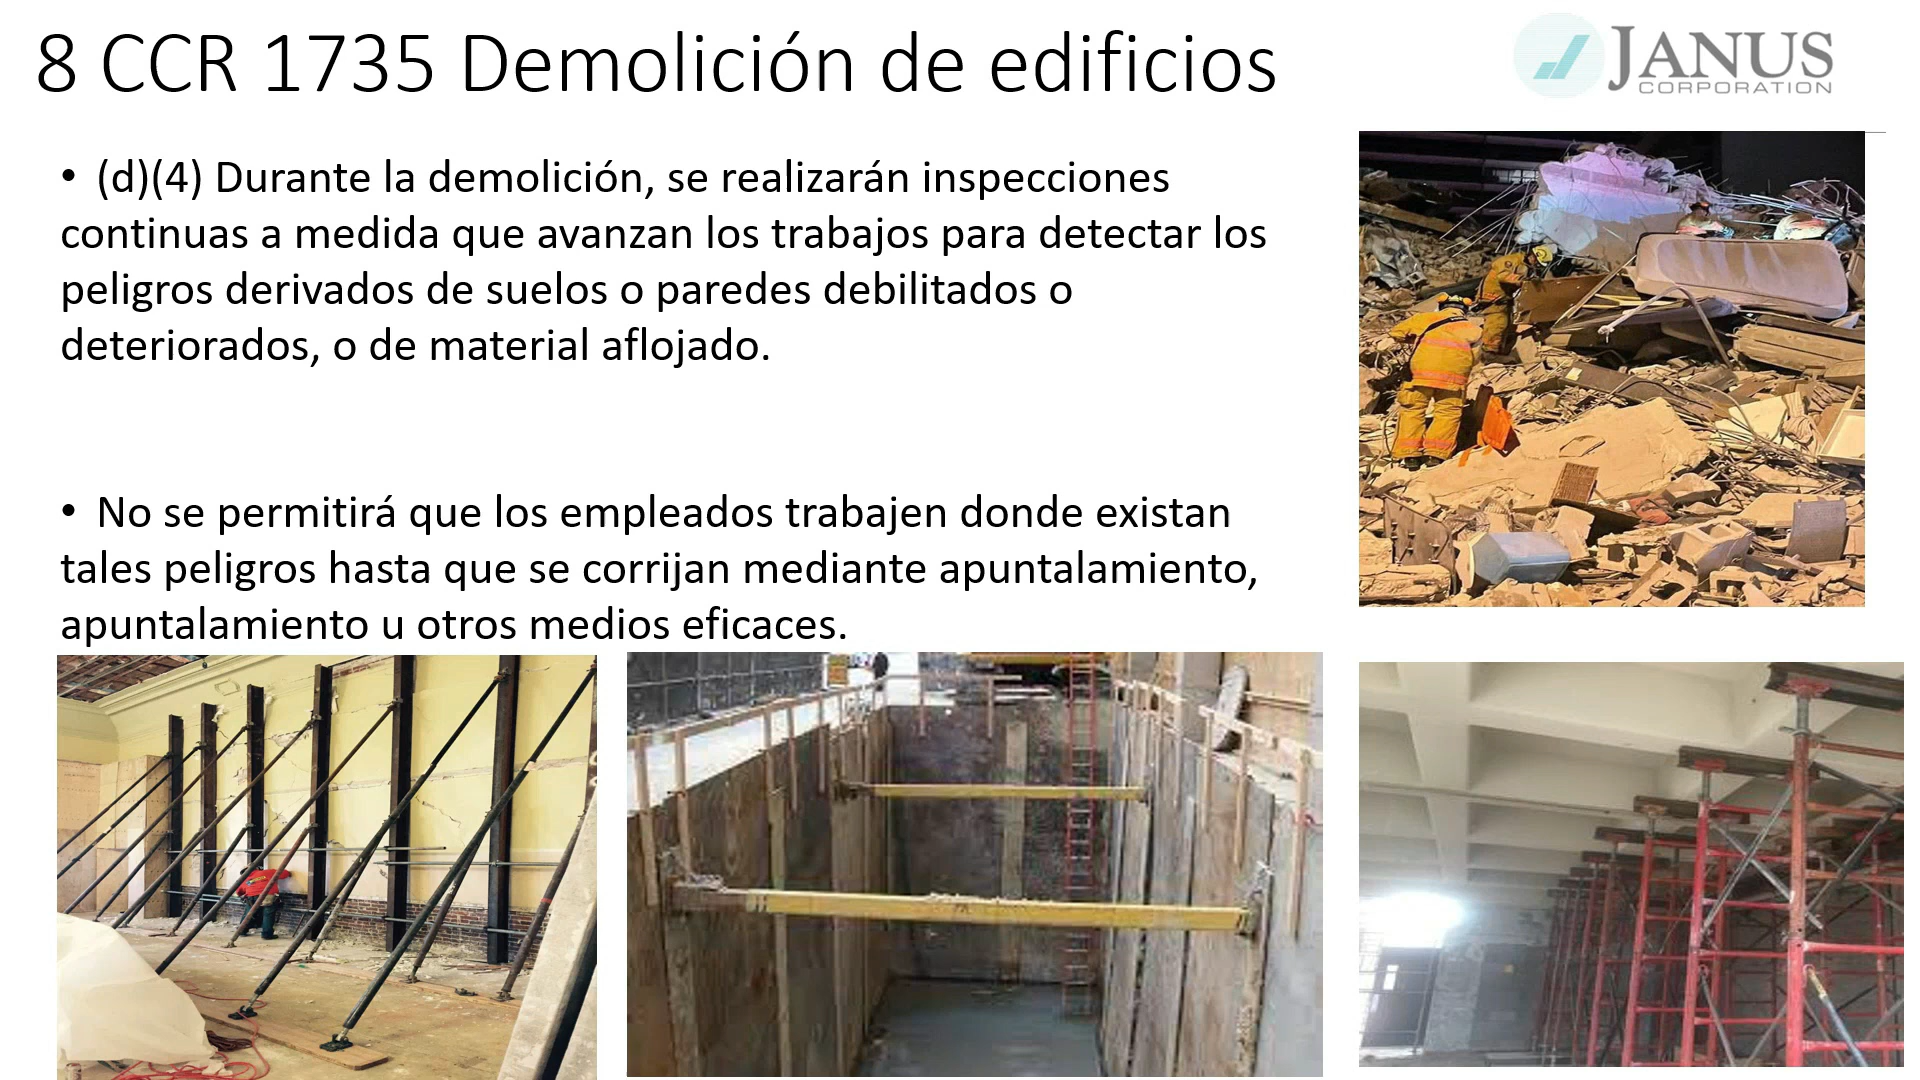 8 CCR 1735 Demolición de edificios
JANUS
CORPORATION
• (d)(4) Durante la demolición, se realizarán inspecciones
continuas a medida que avanzan los trabajos para detectar los
peligros derivados de suelos o paredes debilitados o
deteriorados, o de material aflojado.
• No se permitirá que los empleados trabajen donde existan
tales peligros hasta que se corrijan mediante apuntalamiento,
apuntalamiento u otros medios eficaces.